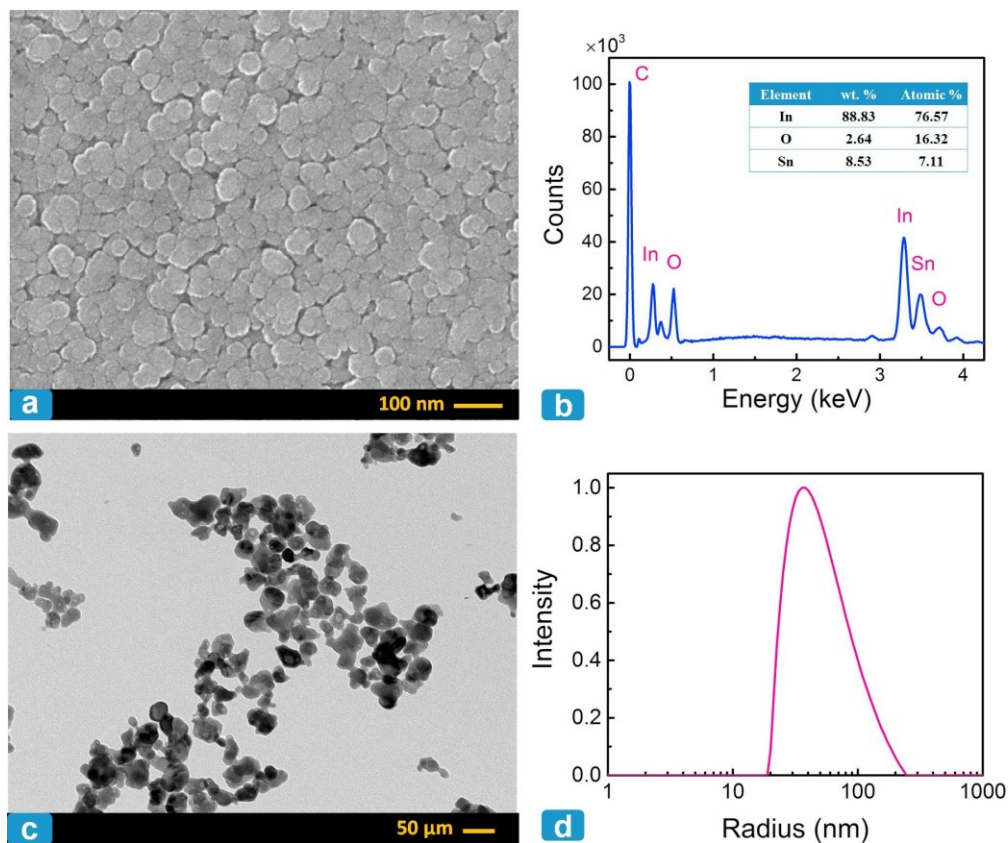 a
100 nm
×10³
100
80
60
40
20
0
Counts
C
In
O
In
Sn
O
Element wt. % Atomic %
In 88.83 76.57
O 2.64 16.32
Sn 8.53 7.11
0 1 2 3 4
Energy (keV)
b
c
50 µm
1.0
0.8
0.6
0.4
0.2
0.0
Intensity
1 10 100 1000
Radius (nm)
d